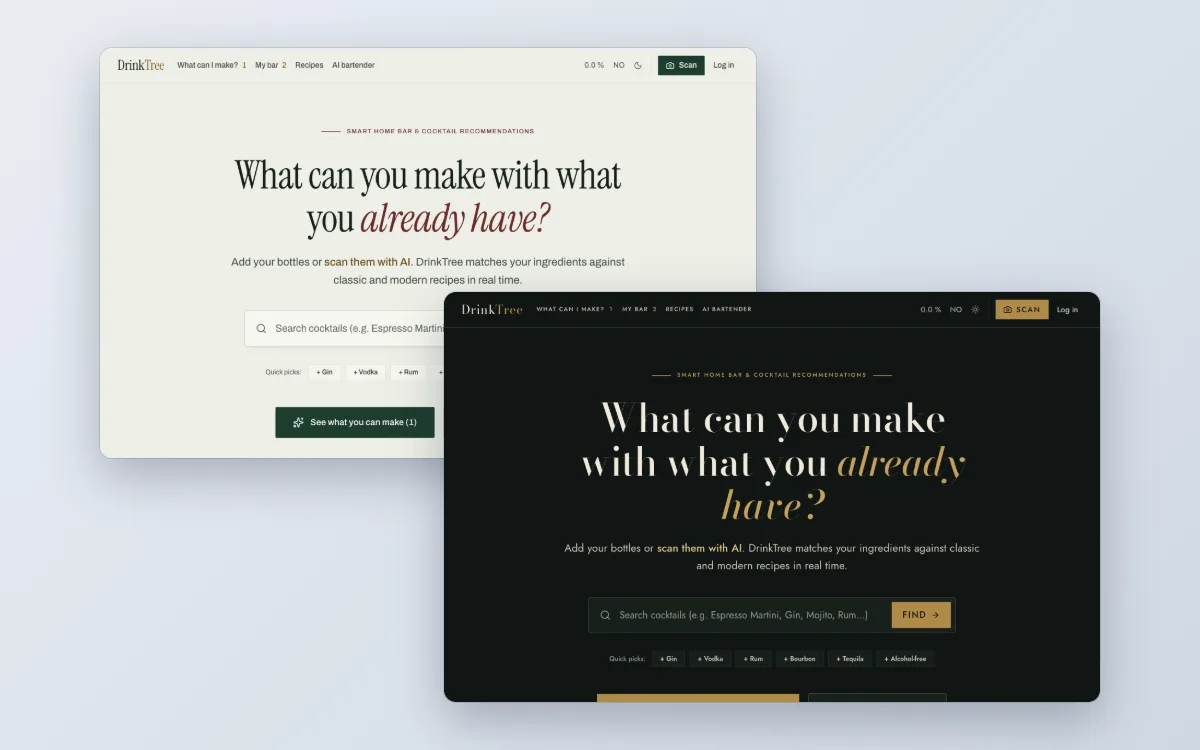 DrinkTree What can I make? 1 My bar 2 Recipes AI bartender 0.0 % NO Scan Log in
SMART HOME BAR & COCKTAIL RECOMMENDATIONS
What can you make with what
you already have?
Add your bottles or scan them with AI. DrinkTree matches your ingredients against
classic and modern recipes in real time.
Search cocktails (e.g. Espresso Martini
Quick picks: + Gin + Vodka + Rum +
See what you can make (1)
DrinkTree WHAT CAN I MAKE? 1 MY BAR 2 RECIPES AI BARTENDER 0.0 % NO SCAN Log in
SMART HOME BAR & COCKTAIL RECOMMENDATIONS
What can you make
with what you already
have?
Add your bottles or scan them with AI. DrinkTree matches your ingredients against classic
and modern recipes in real time.
Search cocktails (e.g. Espresso Martini, Gin, Mojito, Rum...) FIND →
Quick picks: + Gin + Vodka + Rum + Bourbon + Tequila + Alcohol-free